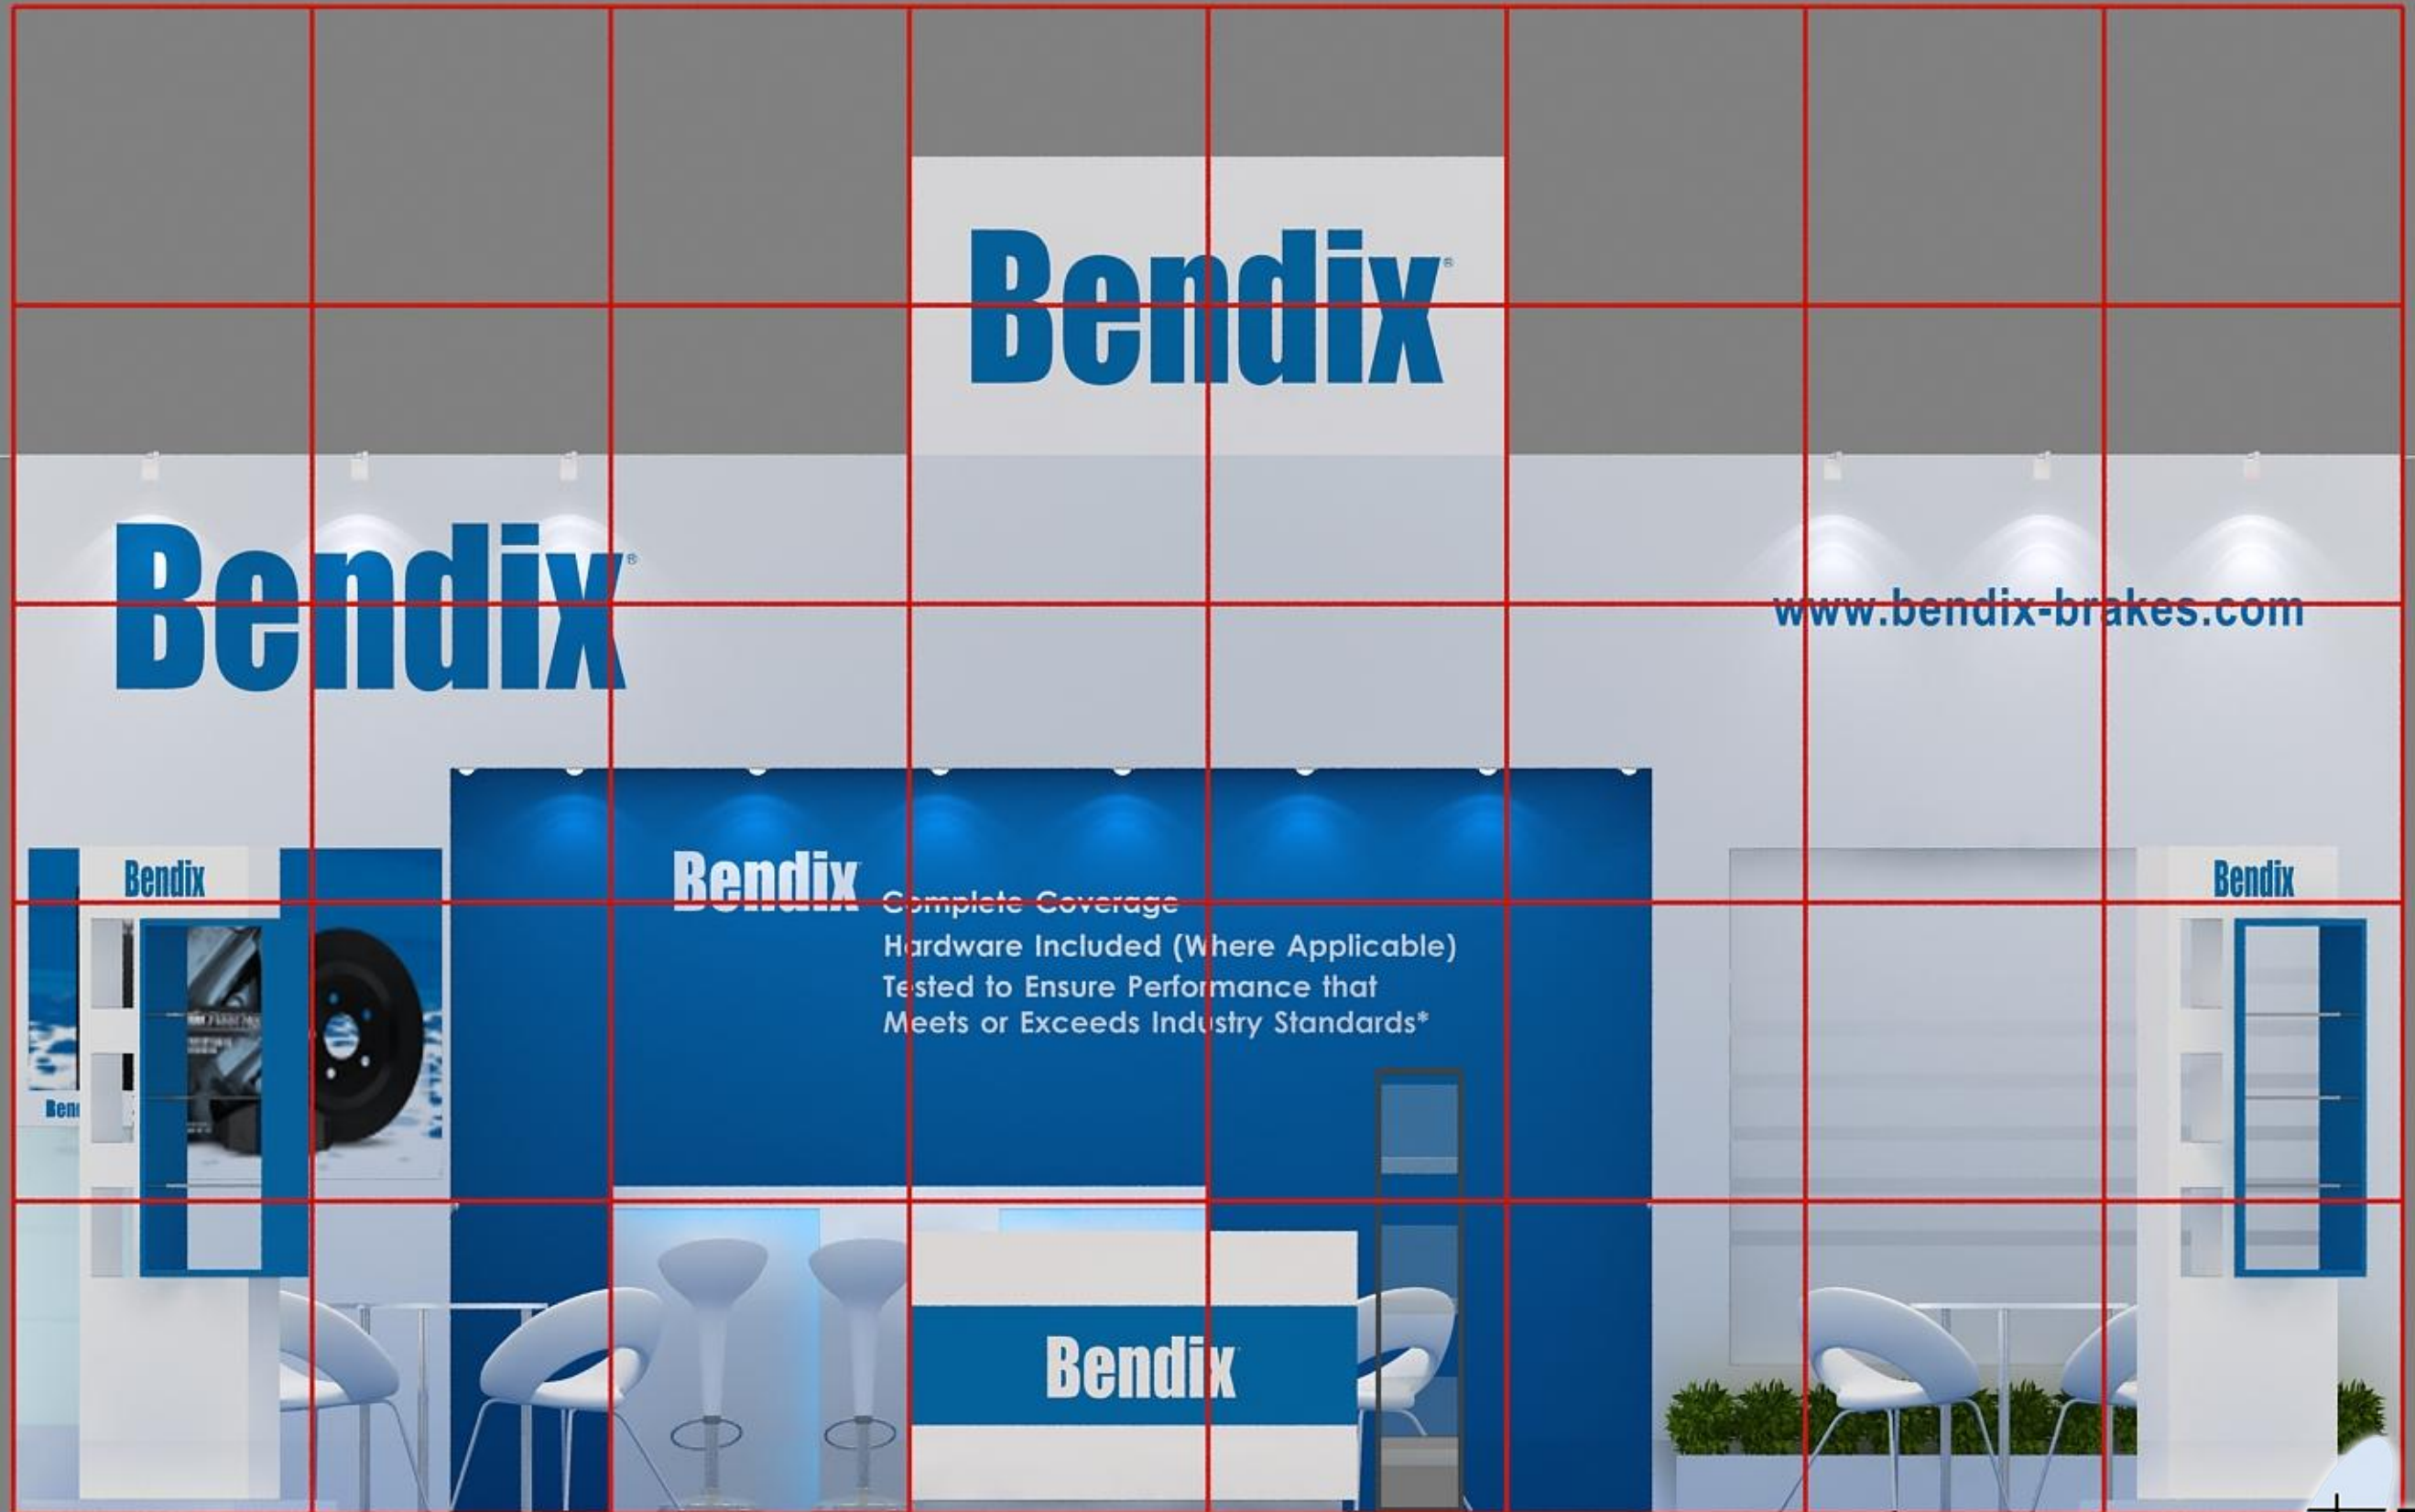 Bendix®
Bendix®
www.bendix-brakes.com
Bendix
Bendix
Bendix
Complete Coverage
Hardware Included (Where Applicable)
Tested to Ensure Performance that
Meets or Exceeds Industry Standards*
Bendix